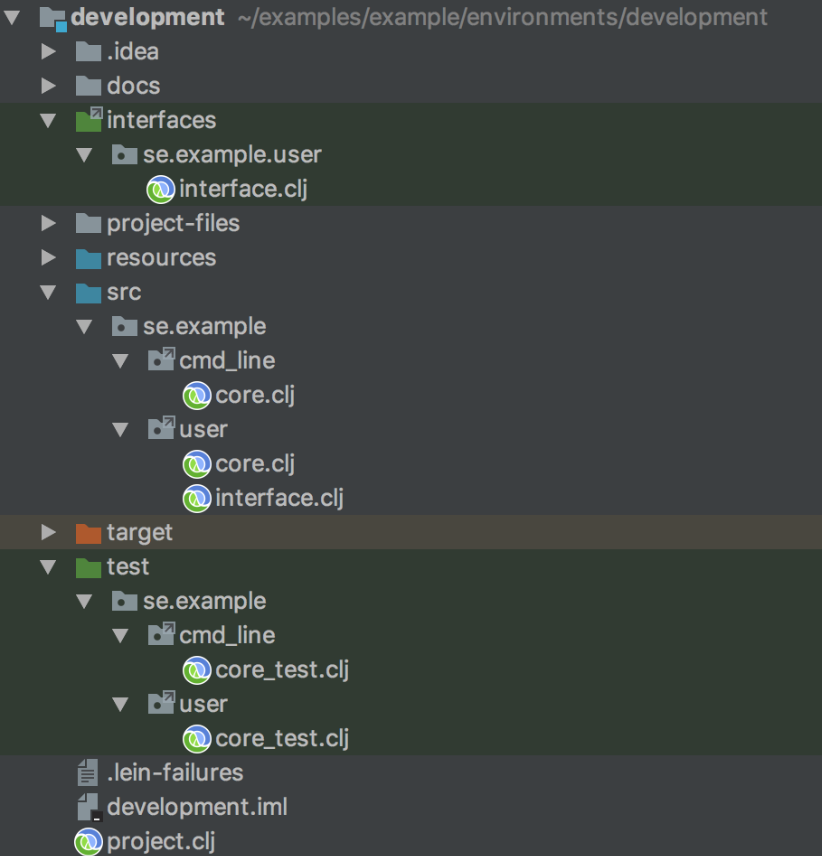 development ~/examples/example/environments/development
.idea
docs
interfaces
se.example.user
interface.clj
project-files
resources
src
se.example
cmd_line
core.clj
user
core.clj
interface.clj
target
test
se.example
cmd_line
core_test.clj
user
core_test.clj
.lein-failures
development.iml
project.clj